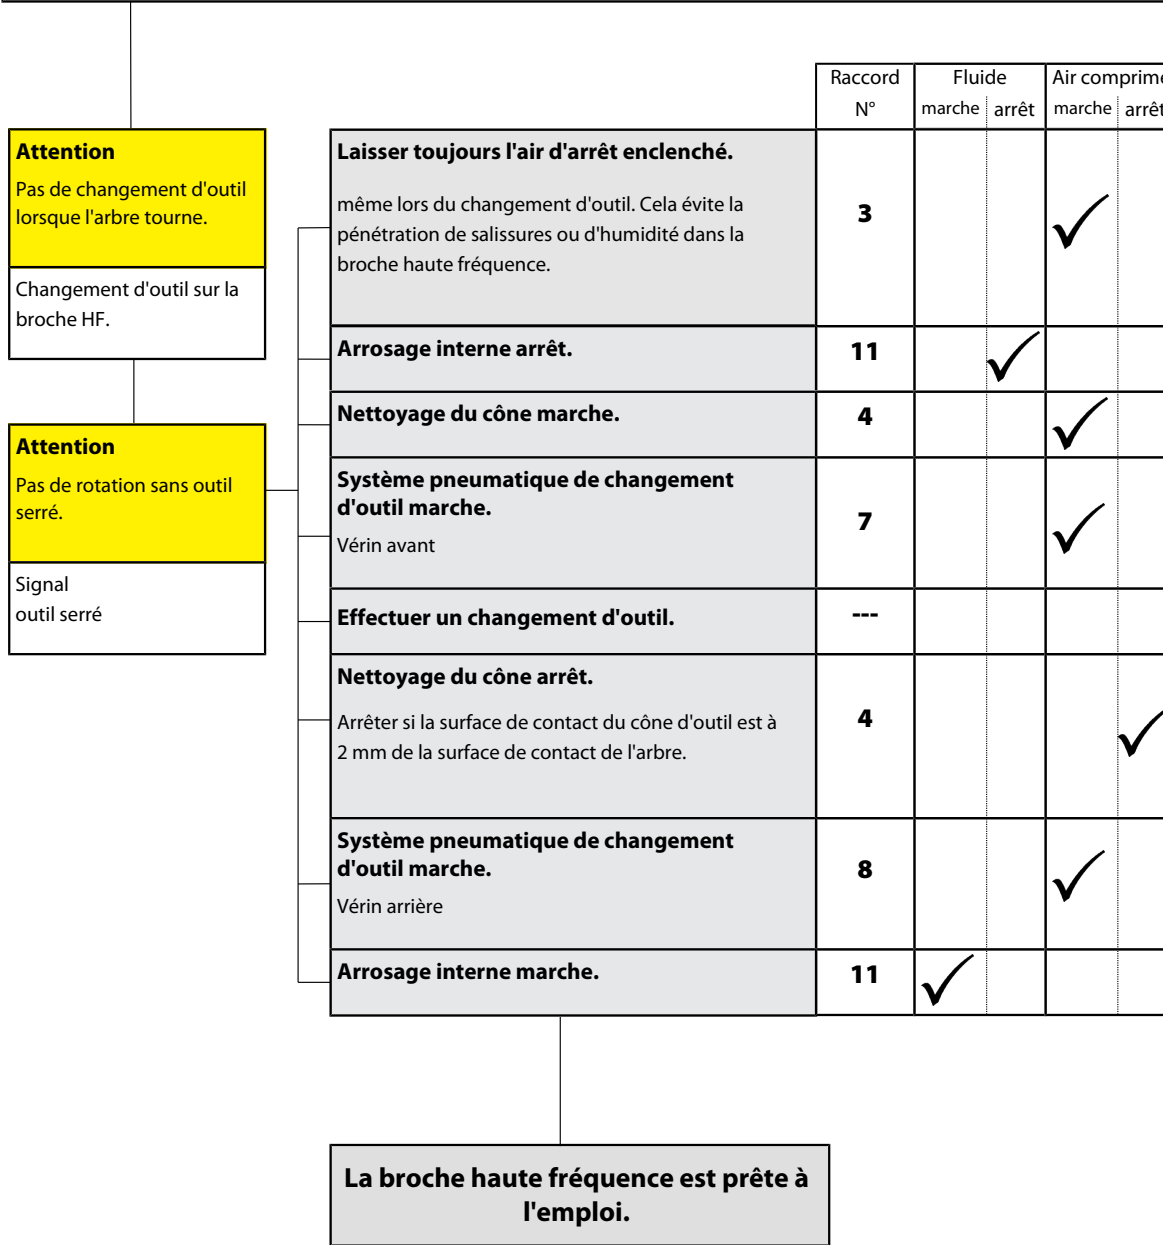 Raccord Fluide Air comprimé
N° marche arrêt marche arrêt
Attention
Pas de changement d'outil
lorsque l'arbre tourne.
Changement d'outil sur la
broche HF.
Attention
Pas de rotation sans outil
serré.
Signal
outil serré
Laisser toujours l'air d'arrêt enclenché.
même lors du changement d'outil. Cela évite la
pénétration de salissures ou d'humidité dans la
broche haute fréquence.
3
Arrosage interne arrêt.
11
Nettoyage du cône marche.
4
Système pneumatique de changement
d'outil marche.
Vérin avant
7
Effectuer un changement d'outil.
---
Nettoyage du cône arrêt.
Arrêter si la surface de contact du cône d'outil est à
2 mm de la surface de contact de l'arbre.
4
Système pneumatique de changement
d'outil marche.
Vérin arrière
8
Arrosage interne marche.
11
La broche haute fréquence est prête à
l'emploi.